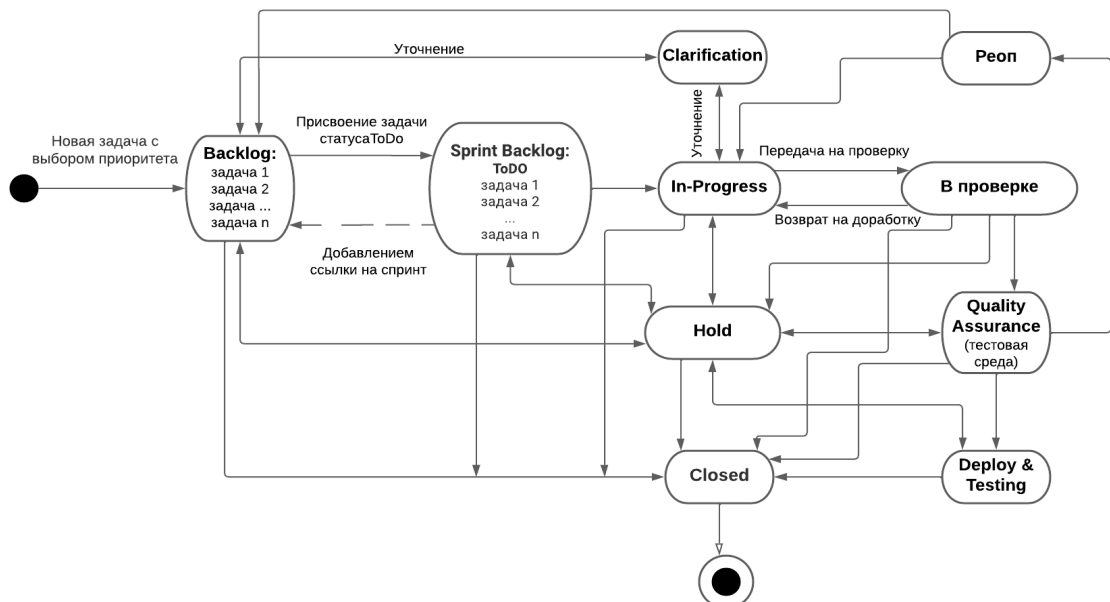 Уточнение
Clarification
Реоп
Новая задача с
выбором приоритета
Присвоение задачи
статусаToDo
Уточнение
Backlog:
задача 1
задача 2
задача ...
задача n
Sprint Backlog:
ToDO
задача 1
задача 2
...
задача n
In-Progress
Передача на проверку
В проверке
Возврат на доработку
Добавлением
ссылки на спринт
Hold
Quality
Assurance
(тестовая
среда)
Closed
Deploy &
Testing